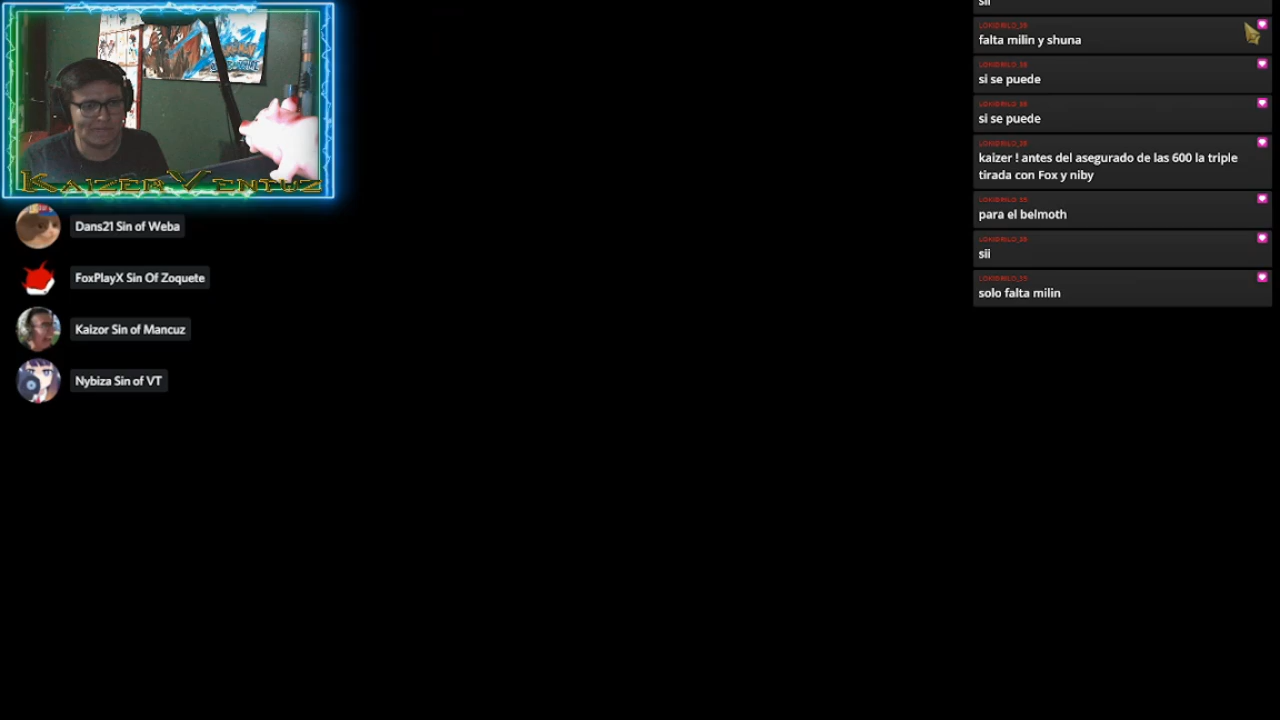 KaizerVentuz
Dans21 Sin of Weba
FoxPlayX Sin Of Zoquete
Kaizor Sin of Mancuz
Nybiza Sin of VT
sii
falta milin y shuna
si se puede
si se puede
kaizer ! antes del asegurado de las 600 la triple
tirada con Fox y niby
para el belmoth
sii
solo falta milin